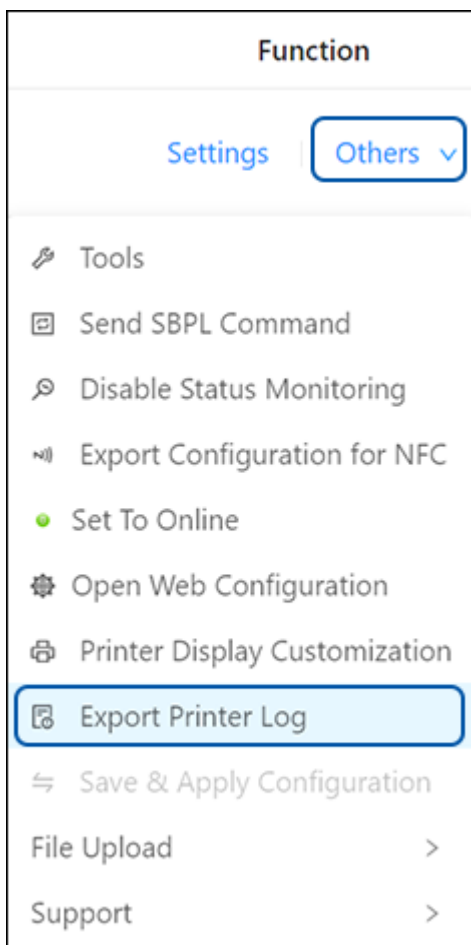 Function
Settings
Others
Tools
Send SBPL Command
Disable Status Monitoring
Export Configuration for NFC
Set To Online
Open Web Configuration
Printer Display Customization
Export Printer Log
Save & Apply Configuration
File Upload
Support